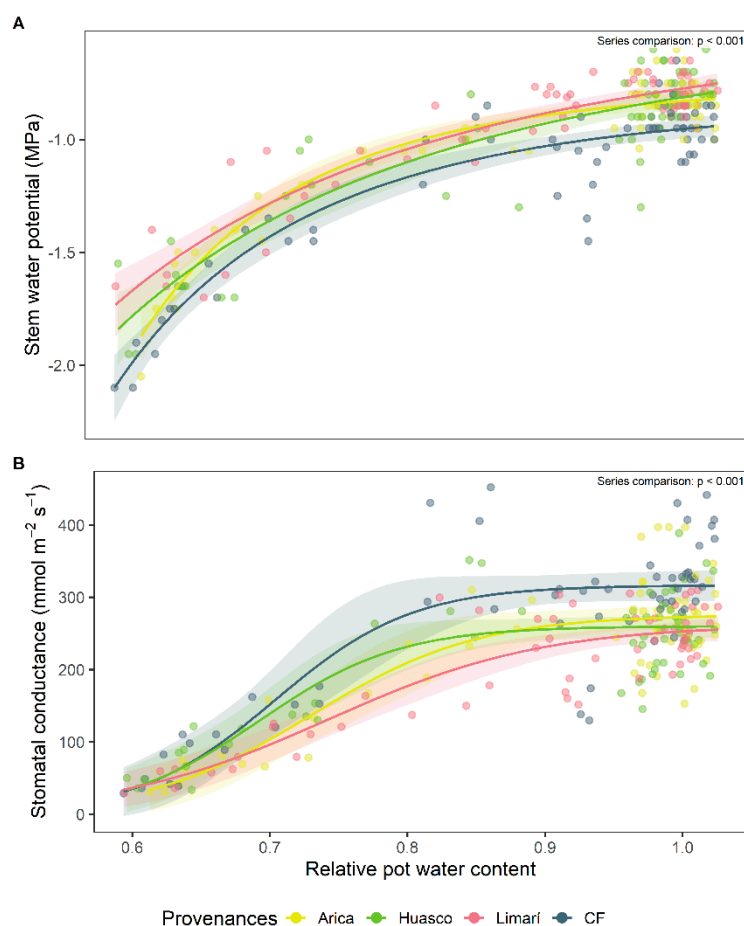 A
Series comparison: p < 0.001
Stem water potential (MPa)
-1.0
-1.5
-2.0
B
Series comparison: p < 0.001
Stomatal conductance (mmol m⁻² s⁻¹)
400
300
200
100
0
0.6 0.7 0.8 0.9 1.0
Relative pot water content
Provenances Arica Huasco Limarí CF